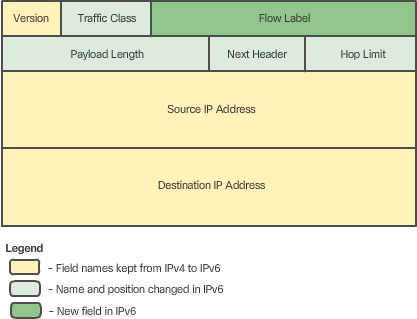 Version Traffic Class Flow Label
Payload Length Next Header Hop Limit
Source IP Address
Destination IP Address
Legend
- Field names kept from IPv4 to IPv6
- Name and position changed in IPv6
- New field in IPv6